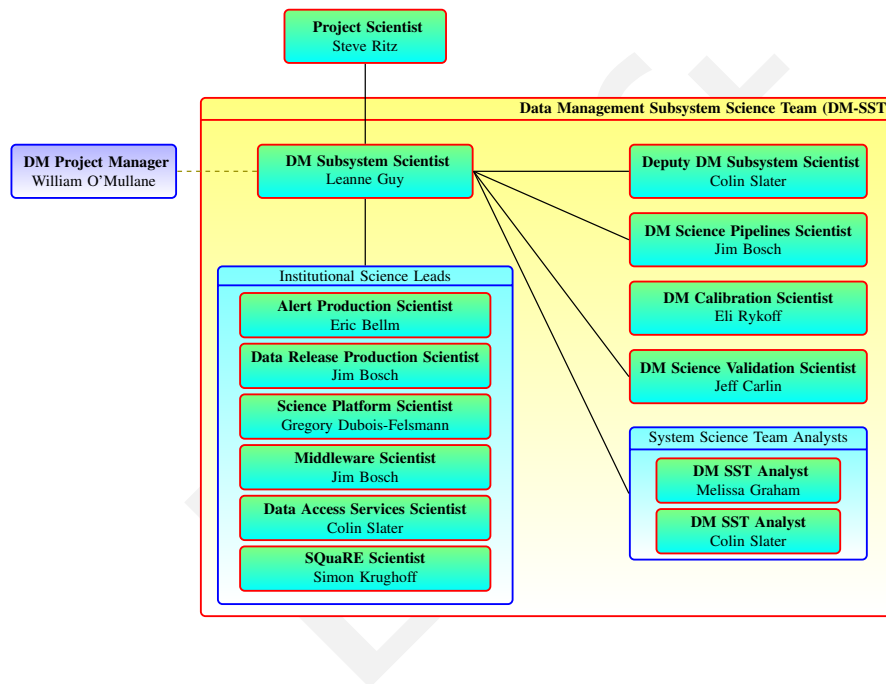 Project Scientist
Steve Ritz
Data Management Subsystem Science Team (DM-SST
DM Project Manager
William O'Mullane
DM Subsystem Scientist
Leanne Guy
Deputy DM Subsystem Scientist
Colin Slater
DM Science Pipelines Scientist
Jim Bosch
DM Calibration Scientist
Eli Rykoff
DM Science Validation Scientist
Jeff Carlin
Institutional Science Leads
Alert Production Scientist
Eric Bellm
Data Release Production Scientist
Jim Bosch
Science Platform Scientist
Gregory Dubois-Felsmann
Middleware Scientist
Jim Bosch
Data Access Services Scientist
Colin Slater
SQuaRE Scientist
Simon Krughoff
System Science Team Analysts
DM SST Analyst
Melissa Graham
DM SST Analyst
Colin Slater